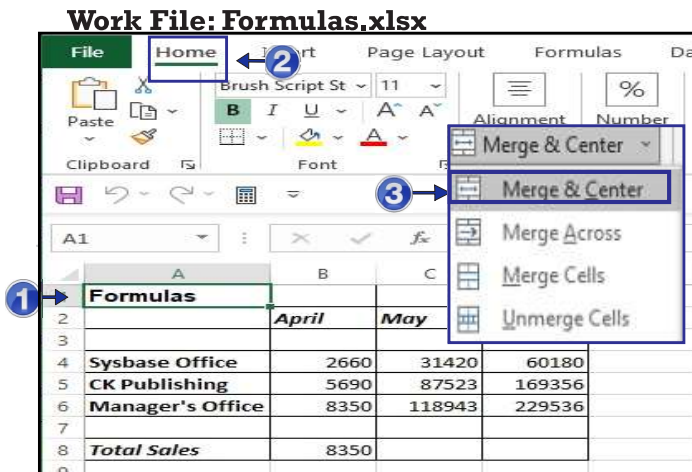 Work File: Formulas.xlsx
File Home Page Layout Formulas
2
Brush Script St 11
Paste B I U A A A %
Alignment Number
Clipboard Font
Merge & Center
3 Merge & Center
Merge Across
Merge Cells
Unmerge Cells
A1 fx
A B C
1 Formulas
2 April May
3
4 Sysbase Office 2660 31420 60180
5 CK Publishing 5690 87523 169356
6 Manager's Office 8350 118943 229536
7
8 Total Sales 8350